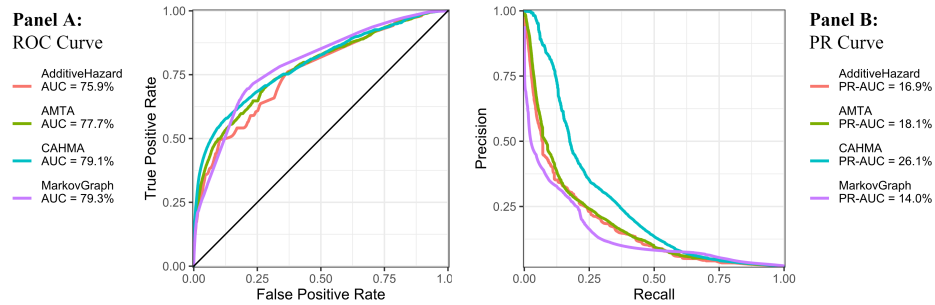 Panel A:
ROC Curve
AdditiveHazard
AUC = 75.9%
AMTA
AUC = 77.7%
CAHMA
AUC = 79.1%
MarkovGraph
AUC = 79.3%
True Positive Rate
1.00
0.75
0.50
0.25
0.00
0.00 0.25 0.50 0.75 1.0
False Positive Rate
Precision
1.00
0.75
0.50
0.25
0.00 0.25 0.50 0.75 1.00
Recall
Panel B:
PR Curve
AdditiveHazard
PR-AUC = 16.9%
AMTA
PR-AUC = 18.1%
CAHMA
PR-AUC = 26.1%
MarkovGraph
PR-AUC = 14.0%